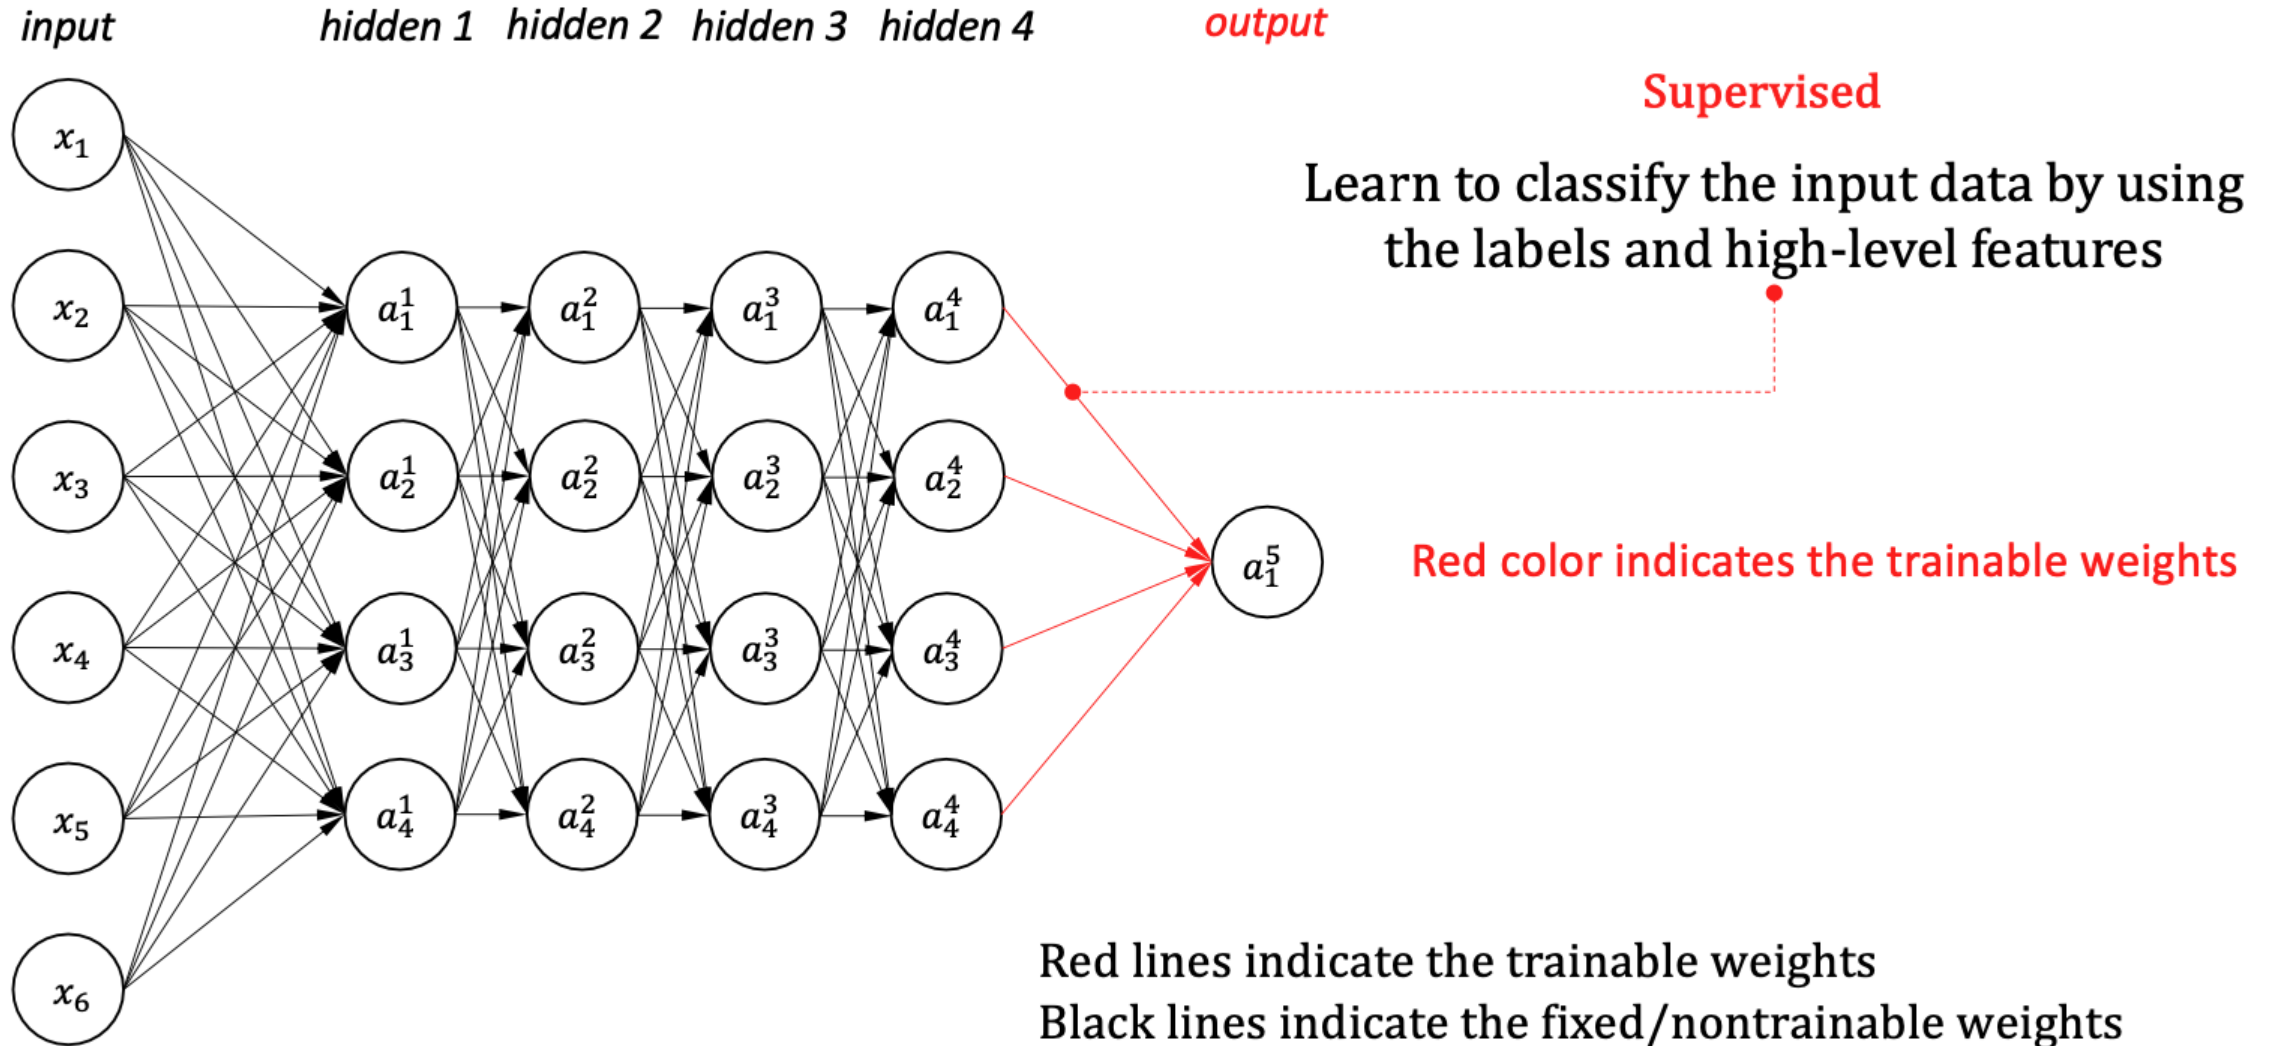 input hidden 1 hidden 2 hidden 3 hidden 4 output
Supervised
Learn to classify the input data by using
the labels and high-level features
x₁
x₂ a₁¹ a₁² a₁³ a₁⁴
x₃ a₂¹ a₂² a₂³ a₂⁴
a₁⁵ Red color indicates the trainable weights
x₄ a₃¹ a₃² a₃³ a₃⁴
x₅ a₄¹ a₄² a₄³ a₄⁴
x₆
Red lines indicate the trainable weights
Black lines indicate the fixed/nontrainable weights